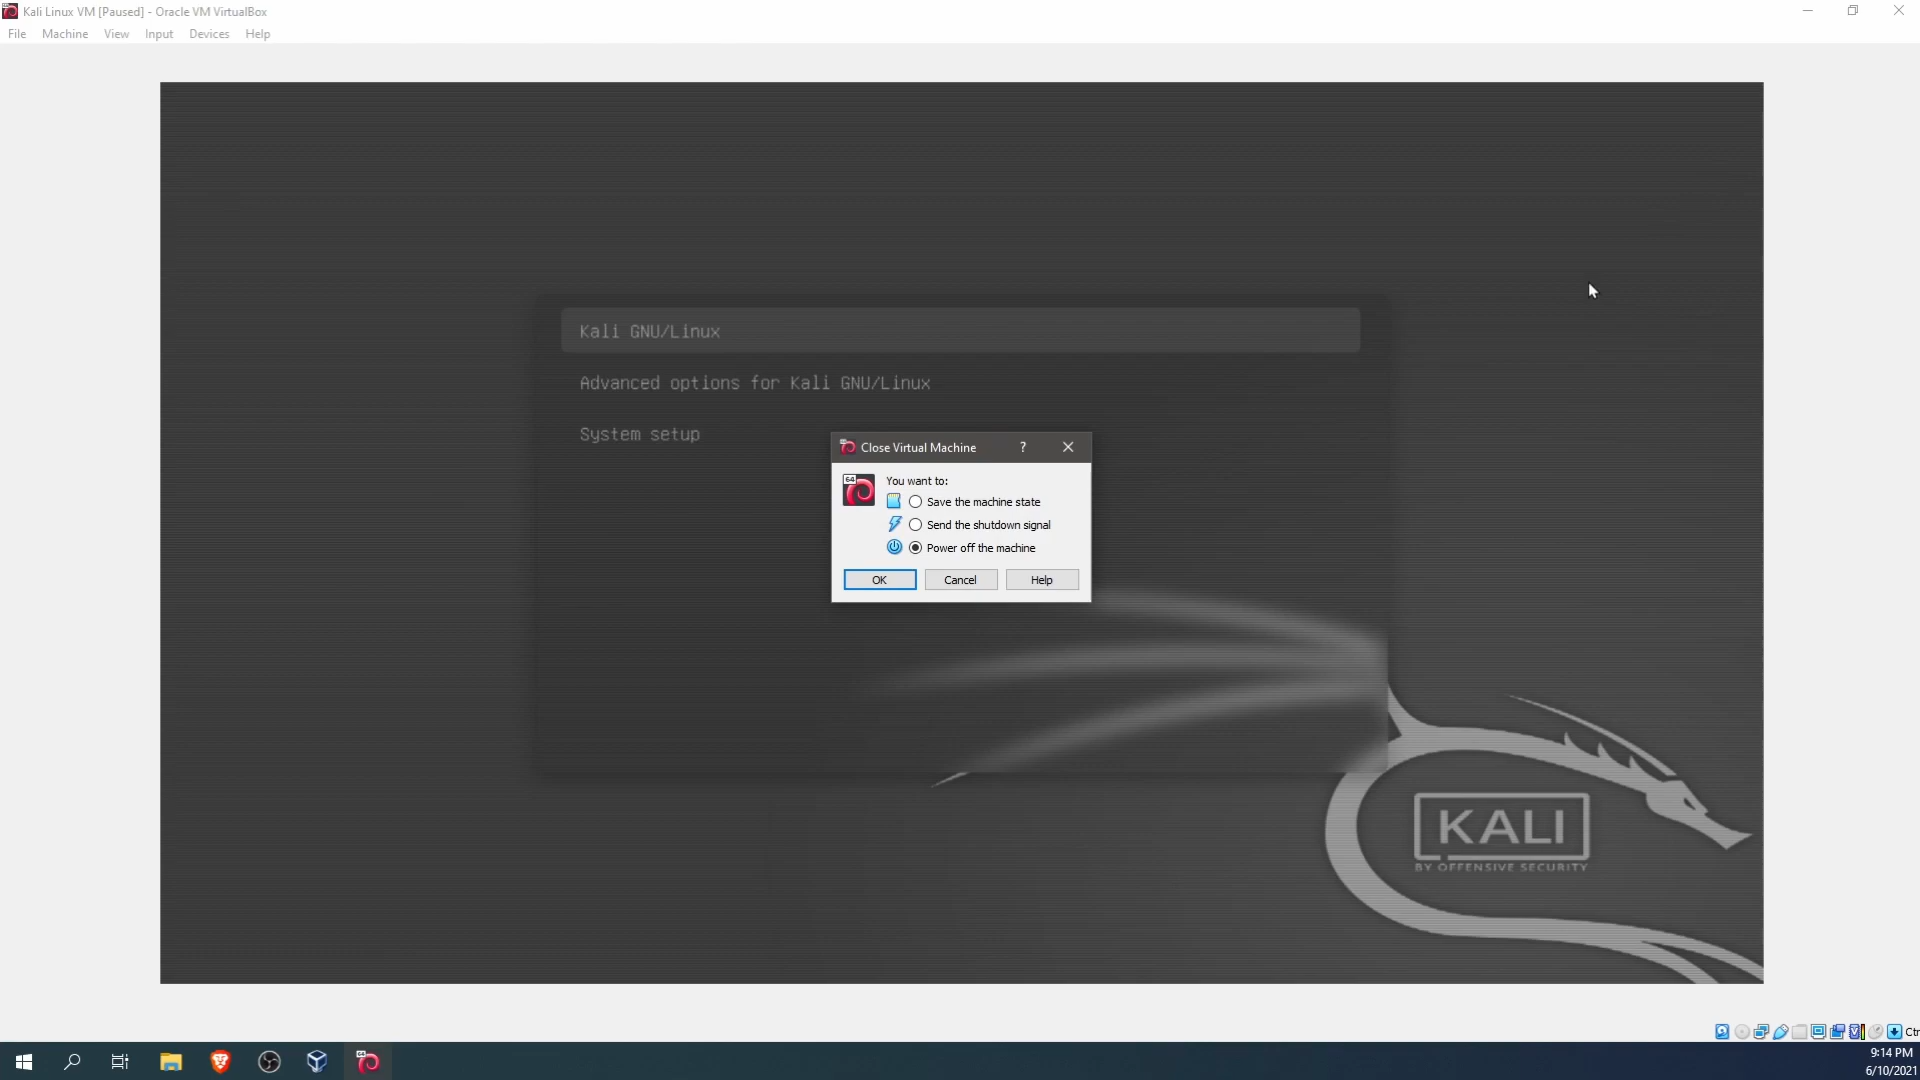 Kali Linux VM [Paused] - Oracle VM VirtualBox
File Machine View Input Devices Help
Kali GNU/Linux
Advanced options for Kali GNU/Linux
System setup
Close Virtual Machine ?
64
You want to:
Save the machine state
Send the shutdown signal
Power off the machine
OK Cancel Help
KALI
BY OFFENSIVE SECURITY
Ctr
9:14 PM
6/10/2021